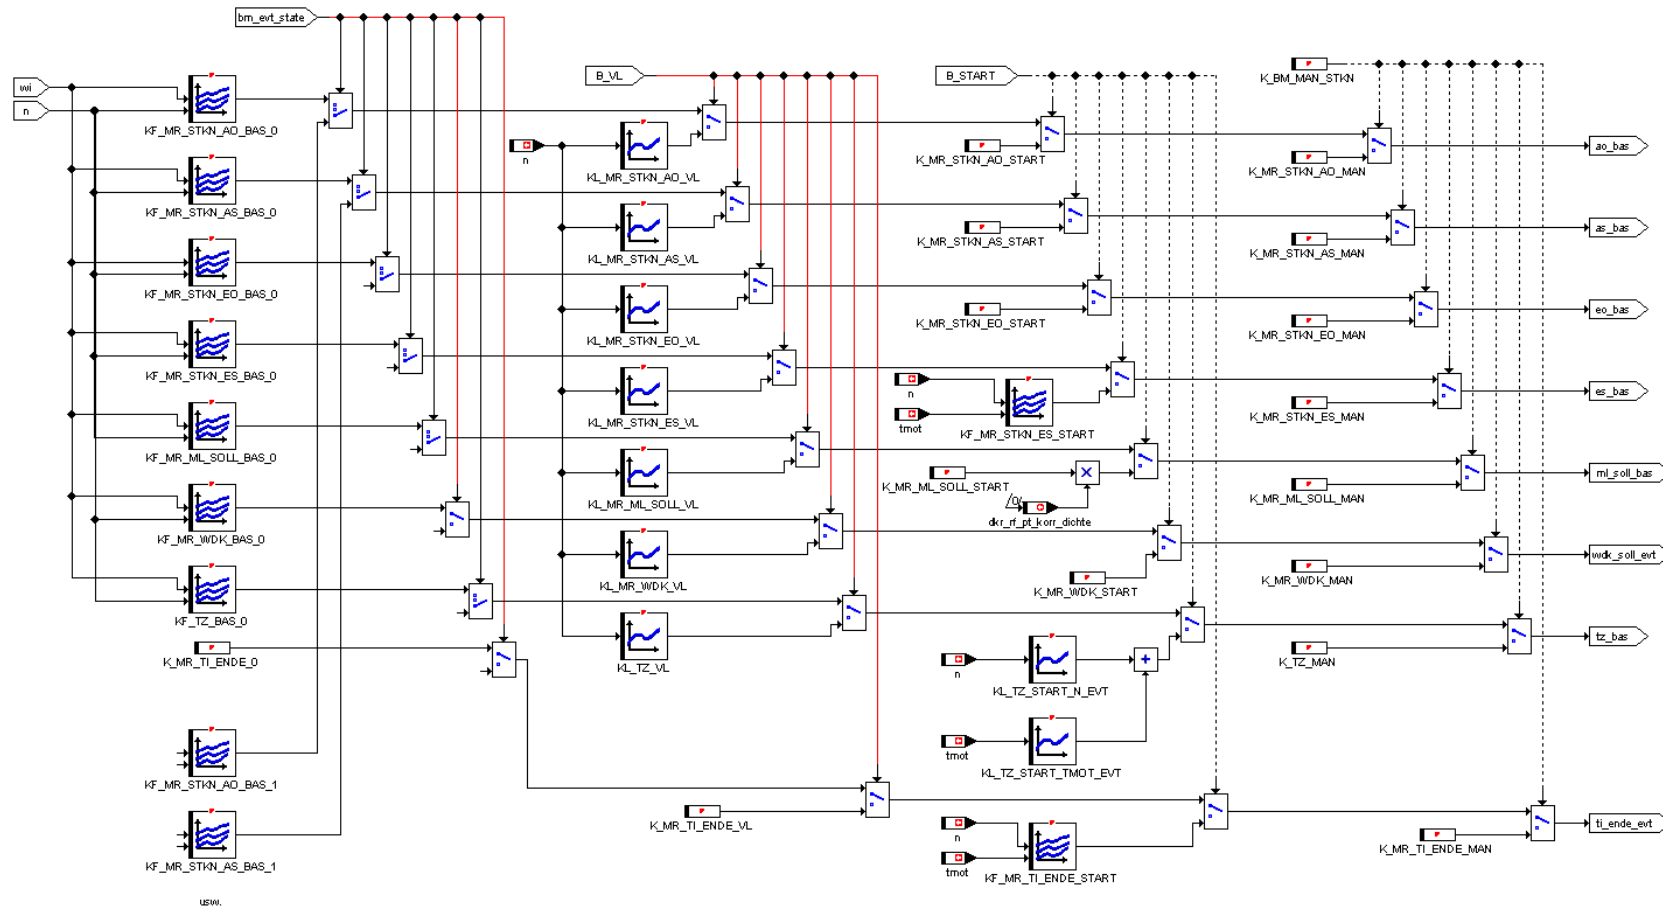 bm_evt_state
B_VL
B_START
K_BM_MAN_STKN
wi
n
KF_MR_STKN_AO_BAS_0
n
KL_MR_STKN_AO_VL
K_MR_STKN_AO_START
K_MR_STKN_AO_MAN
ao_bas
KF_MR_STKN_AS_BAS_0
KL_MR_STKN_AS_VL
K_MR_STKN_AS_START
K_MR_STKN_AS_MAN
as_bas
KF_MR_STKN_EO_BAS_0
KL_MR_STKN_EO_VL
K_MR_STKN_EO_START
K_MR_STKN_EO_MAN
eo_bas
KF_MR_STKN_ES_BAS_0
KL_MR_STKN_ES_VL
n
tmot
KF_MR_STKN_ES_START
K_MR_STKN_ES_MAN
es_bas
KF_MR_ML_SOLL_BAS_0
KL_MR_ML_SOLL_VL
K_MR_ML_SOLL_START
dkr_rf_pt_korr_dichte
K_MR_ML_SOLL_MAN
ml_soll_bas
KF_MR_WDK_BAS_0
KL_MR_WDK_VL
K_MR_WDK_START
K_MR_WDK_MAN
wdk_soll_evt
KF_TZ_BAS_0
KL_TZ_VL
n
KL_TZ_START_N_EVT
tmot
KL_TZ_START_TMOT_EVT
K_TZ_MAN
tz_bas
K_MR_TI_ENDE_0
K_MR_TI_ENDE_VL
n
tmot
KF_MR_TI_ENDE_START
K_MR_TI_ENDE_MAN
ti_ende_evt
KF_MR_STKN_AO_BAS_1
KF_MR_STKN_AS_BAS_1
usw.